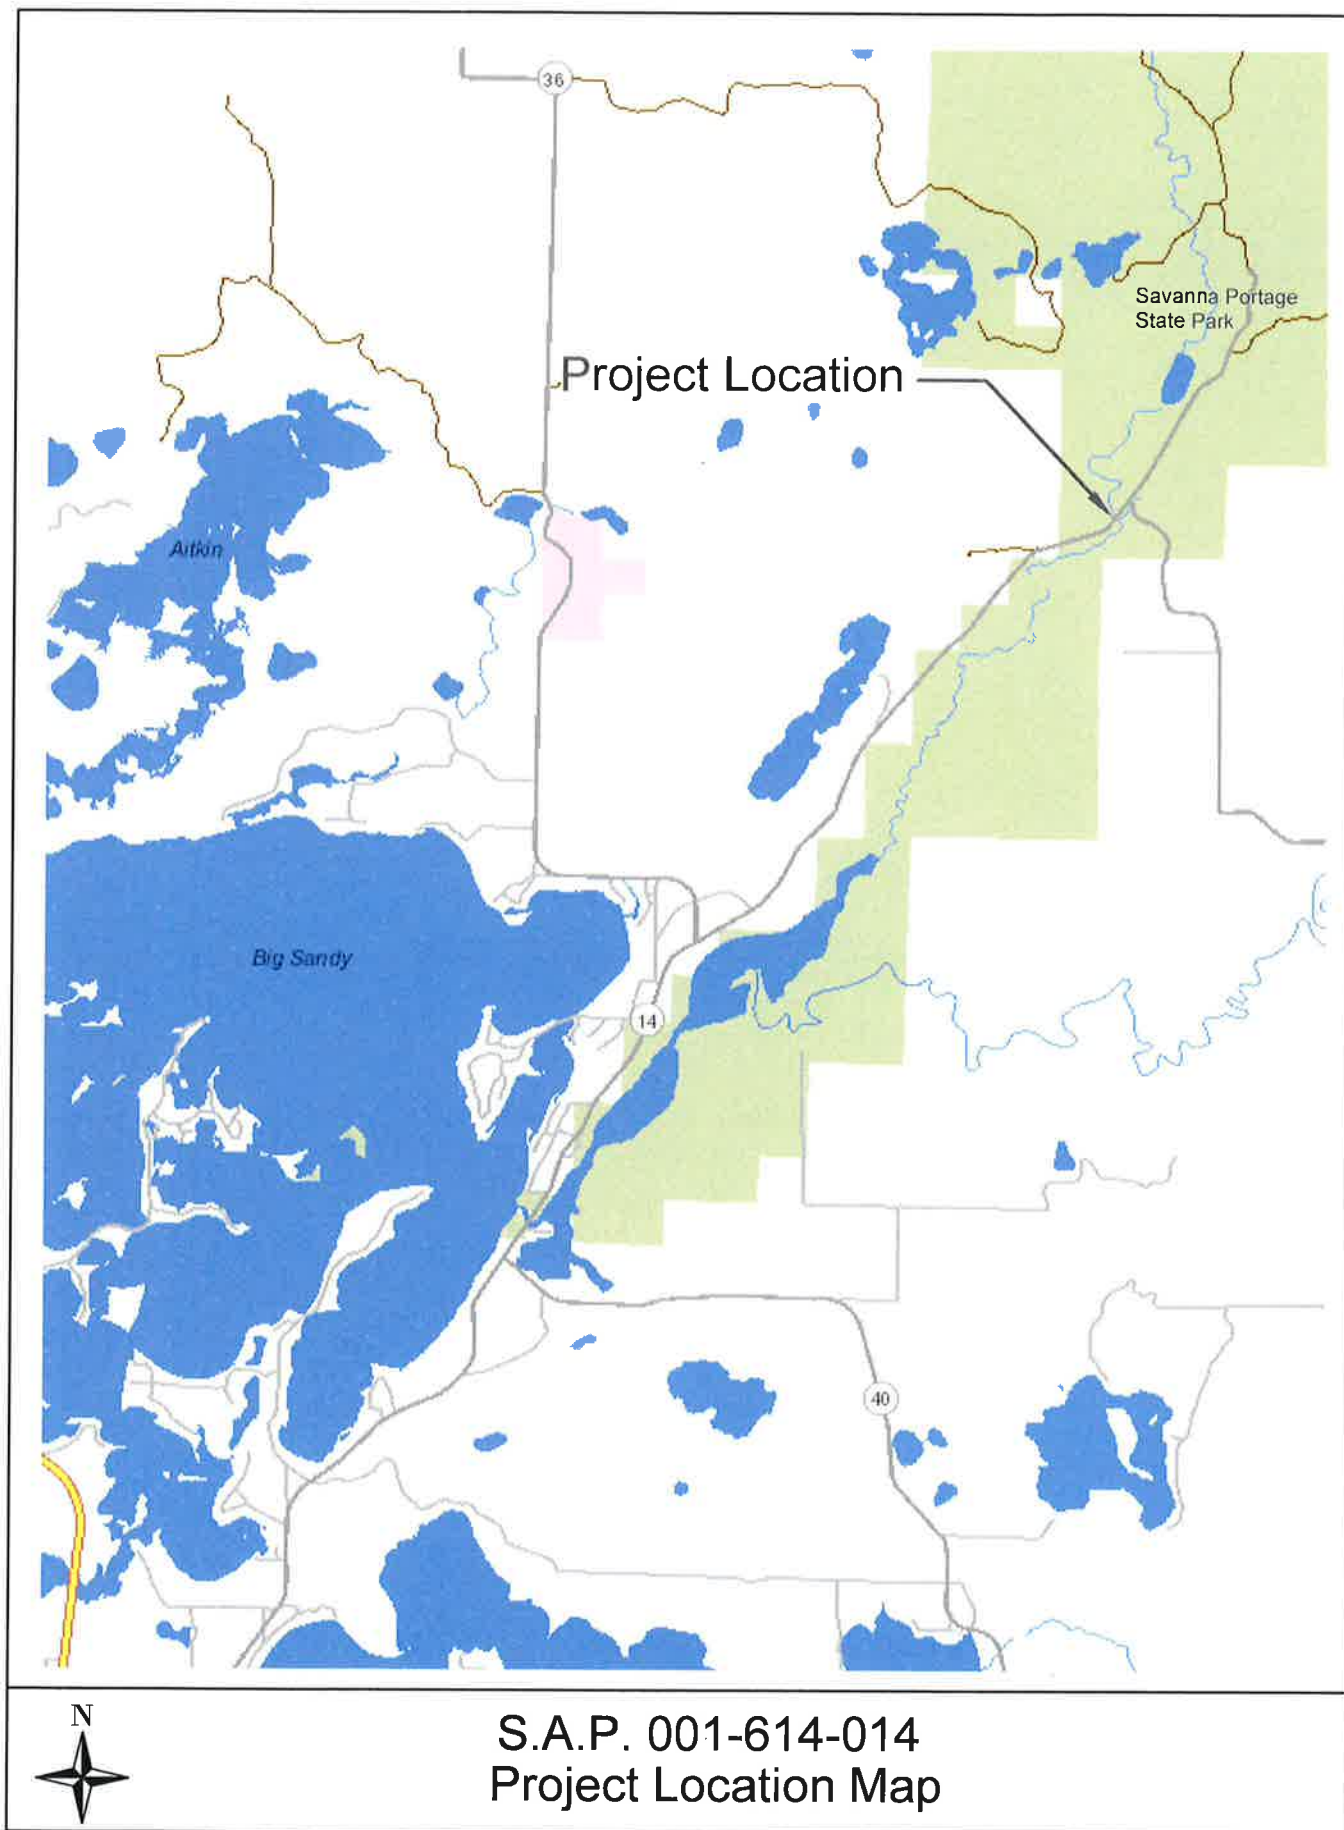 36
Savanna Portage
State Park
Project Location
Aitkin
Big Sandy
14
40
N
S.A.P. 001-614-014
Project Location Map